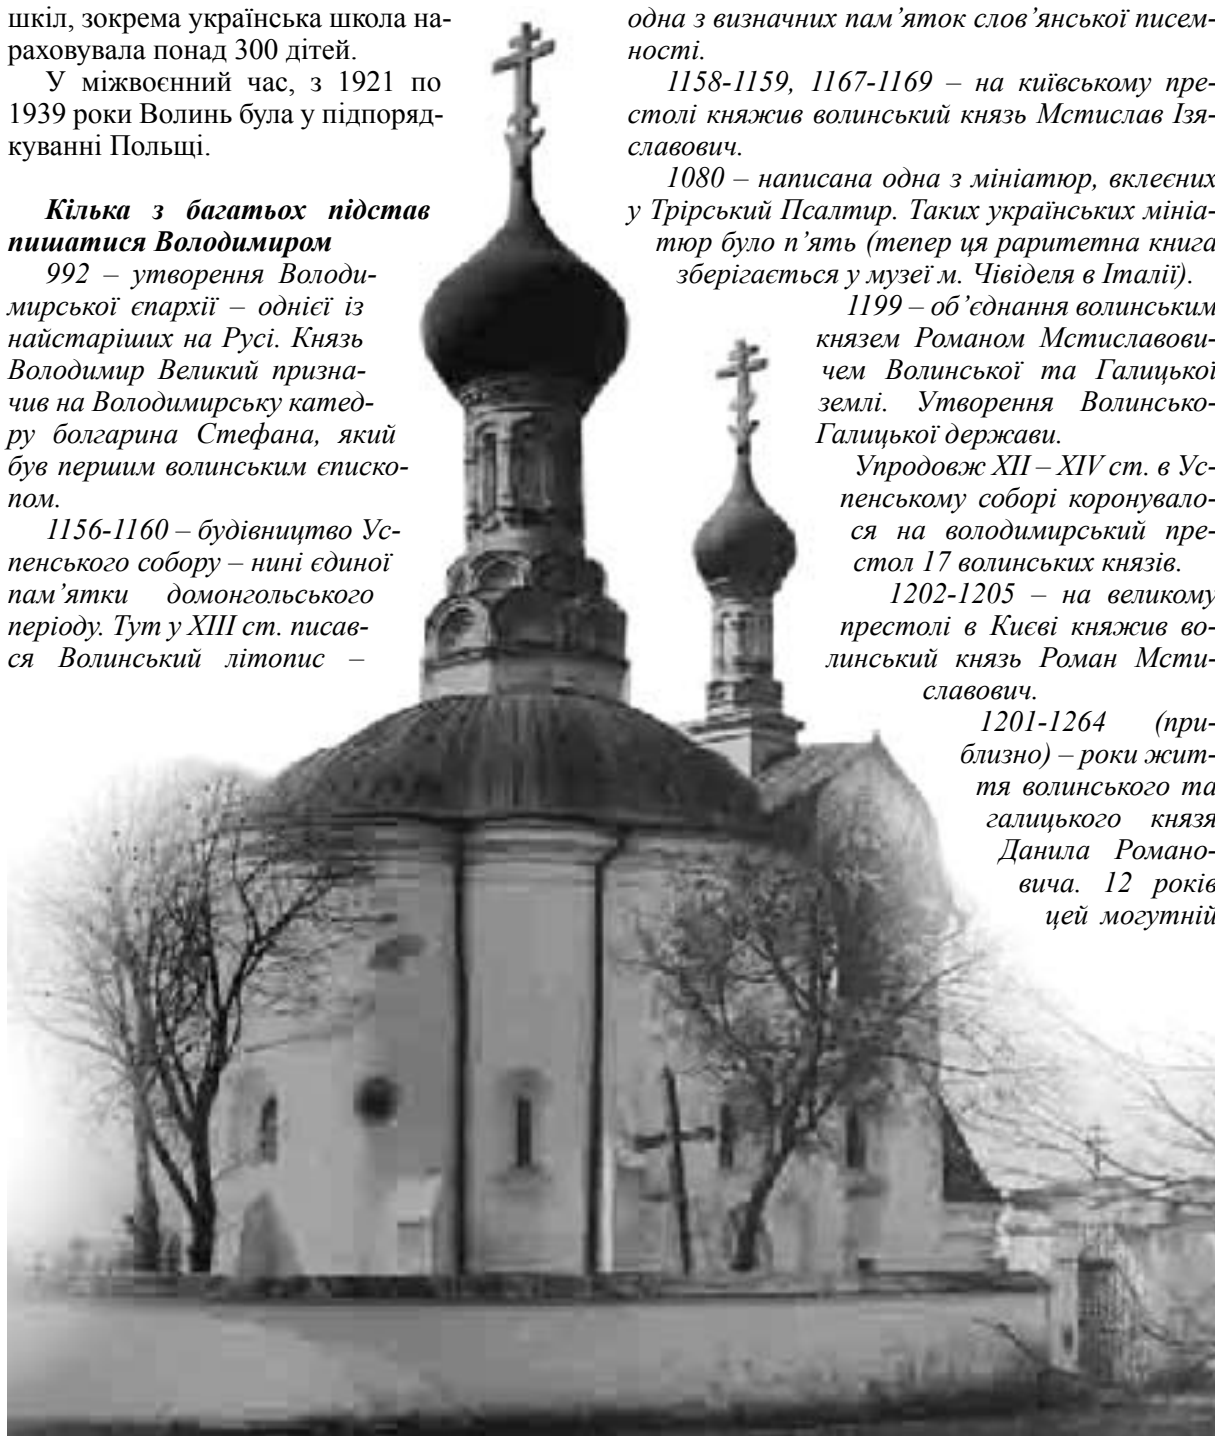 шкіл, зокрема українська школа на-
раховувала понад 300 дітей.
У міжвоєнний час, з 1921 по
1939 роки Волинь була у підпоряд-
куванні Польщі.
Кілька з багатьох підстав
пишатися Володимиром
992 – утворення Володи-
мирської єпархії – однієї із
найстаріших на Русі. Князь
Володимир Великий призна-
чив на Володимирську катед-
ру болгарина Стефана, який
був першим волинським єписко-
пом.
1156-1160 – будівництво Ус-
пенського собору – нині єдиної
пам’ятки домонгольського
періоду. Тут у XIII ст. писав-
ся Волинський літопис –
одна з визначних пам’яток слов’янської писем-
ності.
1158-1159, 1167-1169 – на київському пре-
столі княжив волинський князь Мстислав Ізя-
славович.
1080 – написана одна з мініатюр, вклеєних
у Трірський Псалтир. Таких українських мініа-
тюр було п’ять (тепер ця раритетна книга
зберігається у музеї м. Чівіделя в Італії).
1199 – об’єднання волинським
князем Романом Мстиславови-
чем Волинської та Галицької
землі. Утворення Волинсько-
Галицької держави.
Упродовж XII – XIV ст. в Ус-
пенському соборі коронувало-
ся на володимирський пре-
стол 17 волинських князів.
1202-1205 – на великому
престолі в Києві княжив во-
линський князь Роман Мсти-
славович.
1201-1264 (при-
близно) – роки жит-
тя волинського та
галицького князя
Данила Романо-
вича. 12 років
цей могутній